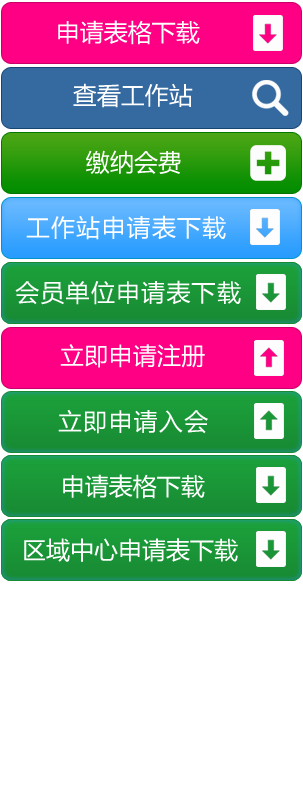 申请表格下载
查看工作站
缴纳会费
工作站申请表下载
会员单位申请表下载
立即申请注册
立即申请入会
申请表格下载
区域中心申请表下载